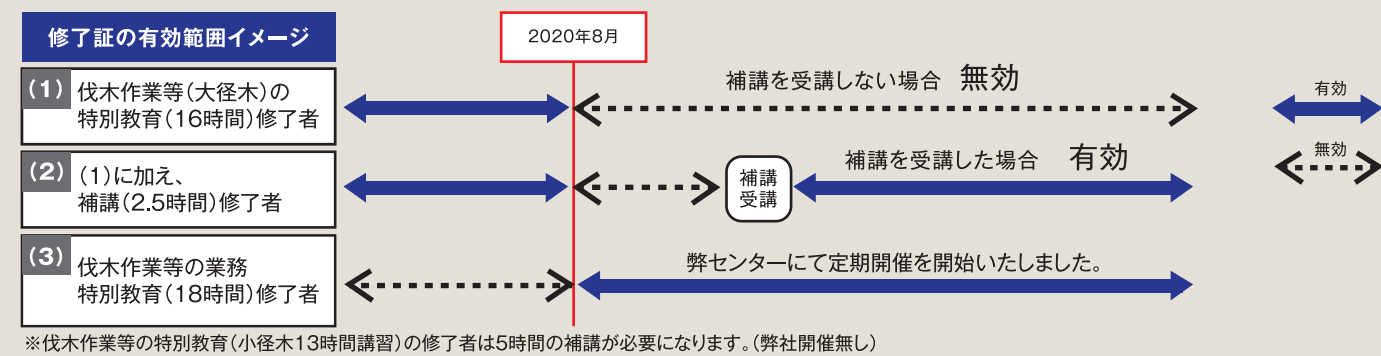 修了証の有効範囲イメージ
2020年8月
(1) 伐木作業等(大径木)の
特別教育(16時間)修了者
補講を受講しない場合 無効
有効
無効
(2) (1)に加え、
補講(2.5時間)修了者
補講
受講
補講を受講した場合 有効
(3) 伐木作業等の業務
特別教育(18時間)修了者
弊センターにて定期開催を開始いたしました。
※伐木作業等の特別教育(小径木13時間講習)の修了者は5時間の補講が必要になります。(弊社開催無し)